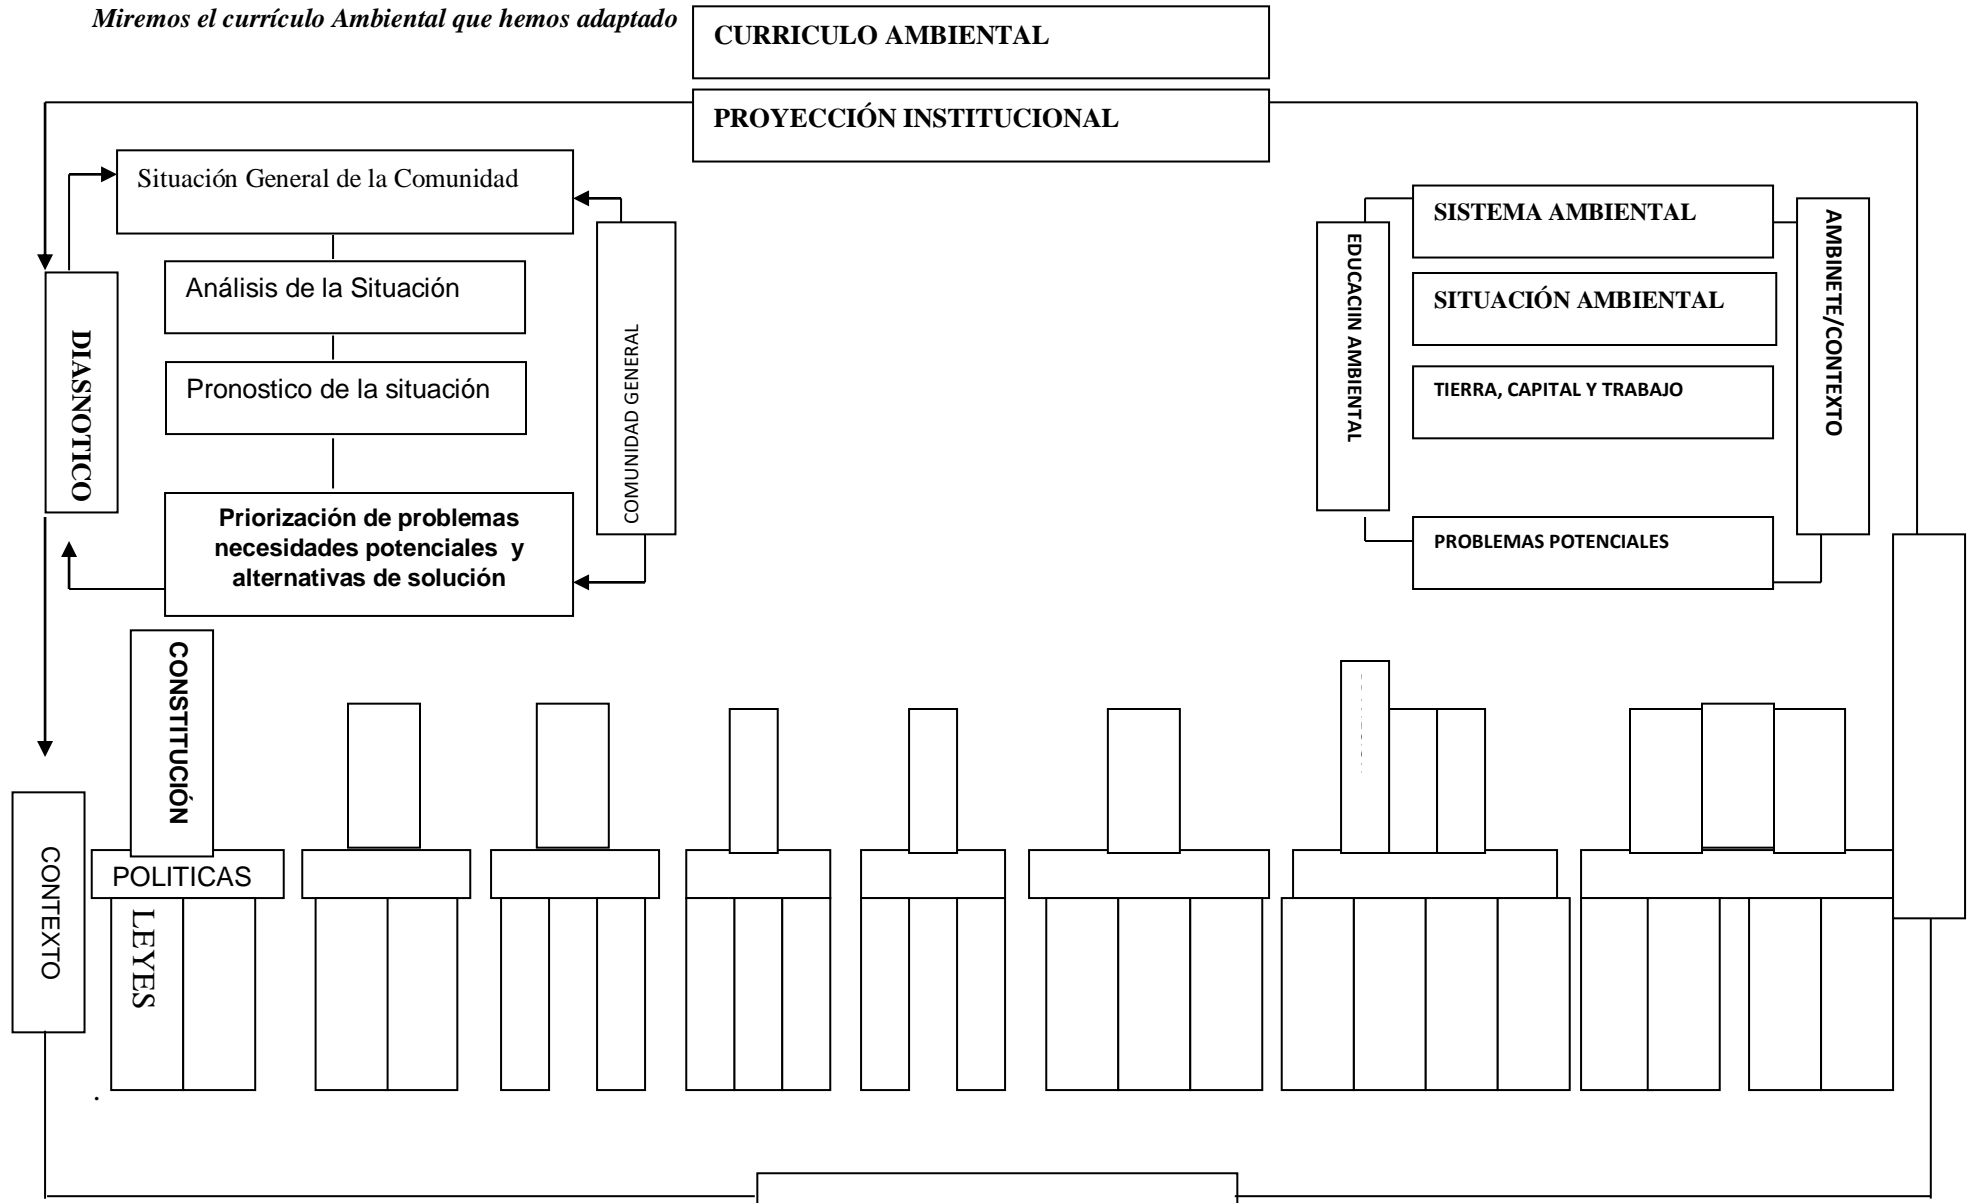 Miremos el currículo Ambiental que hemos adaptado
CURRICULO AMBIENTAL
PROYECCIÓN INSTITUCIONAL
Situación General de la Comunidad
Análisis de la Situación
Pronostico de la situación
Priorización de problemas
necesidades potenciales y
alternativas de solución
DIASNOTICO
COMUNIDAD GENERAL
EDUCACIIN AMBIENTAL
SISTEMA AMBIENTAL
SITUACIÓN AMBIENTAL
TIERRA, CAPITAL Y TRABAJO
PROBLEMAS POTENCIALES
AMBINETE/CONTEXTO
CONSTITUCIÓN
CONTEXTO
POLITICAS
LEYES
.